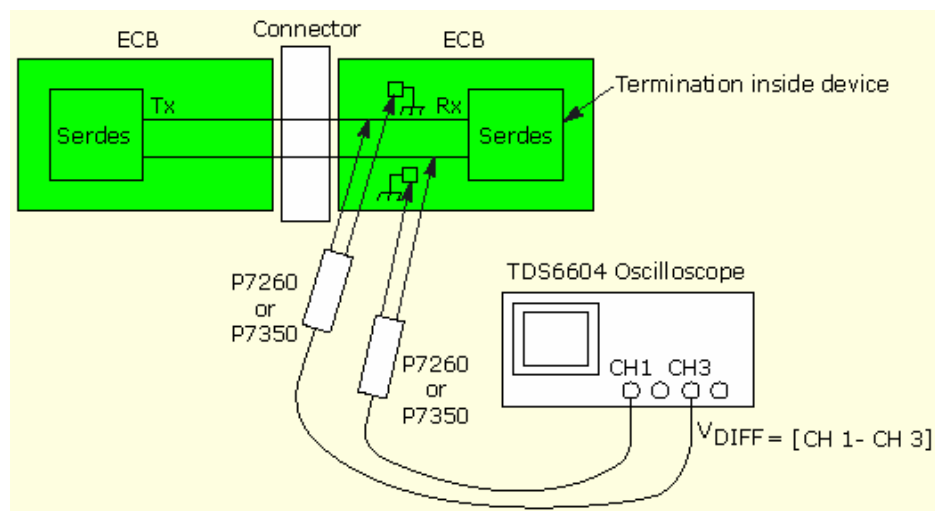 ECB
Connector
ECB
Termination inside device
Tx
Rx
Serdes
Serdes
P7260
or
P7350
TDS6604 Oscilloscope
P7260
or
P7350
CH1 CH3
VDIFF = [CH 1- CH 3]